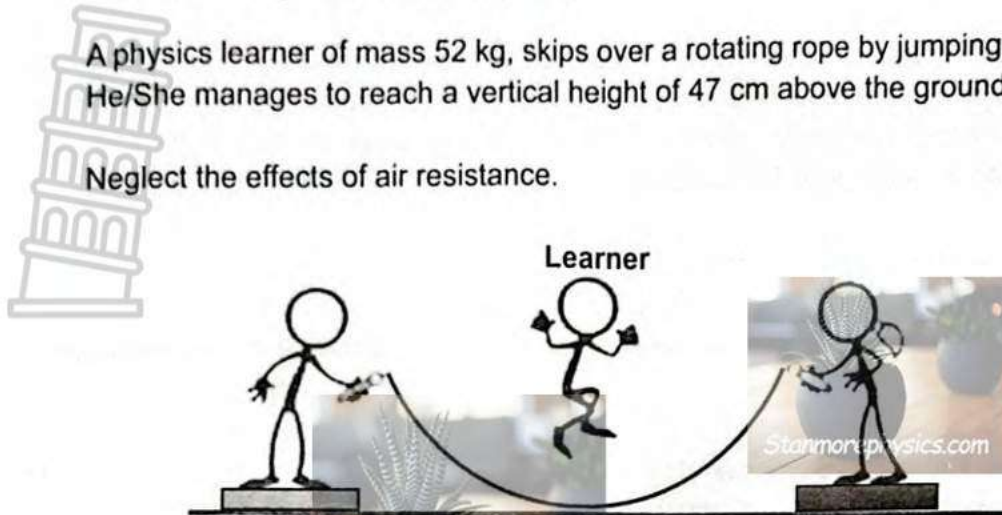 A physics learner of mass 52 kg, skips over a rotating rope by jumping
He/She manages to reach a vertical height of 47 cm above the ground
Neglect the effects of air resistance.
Learner
Stanmorephysics.com